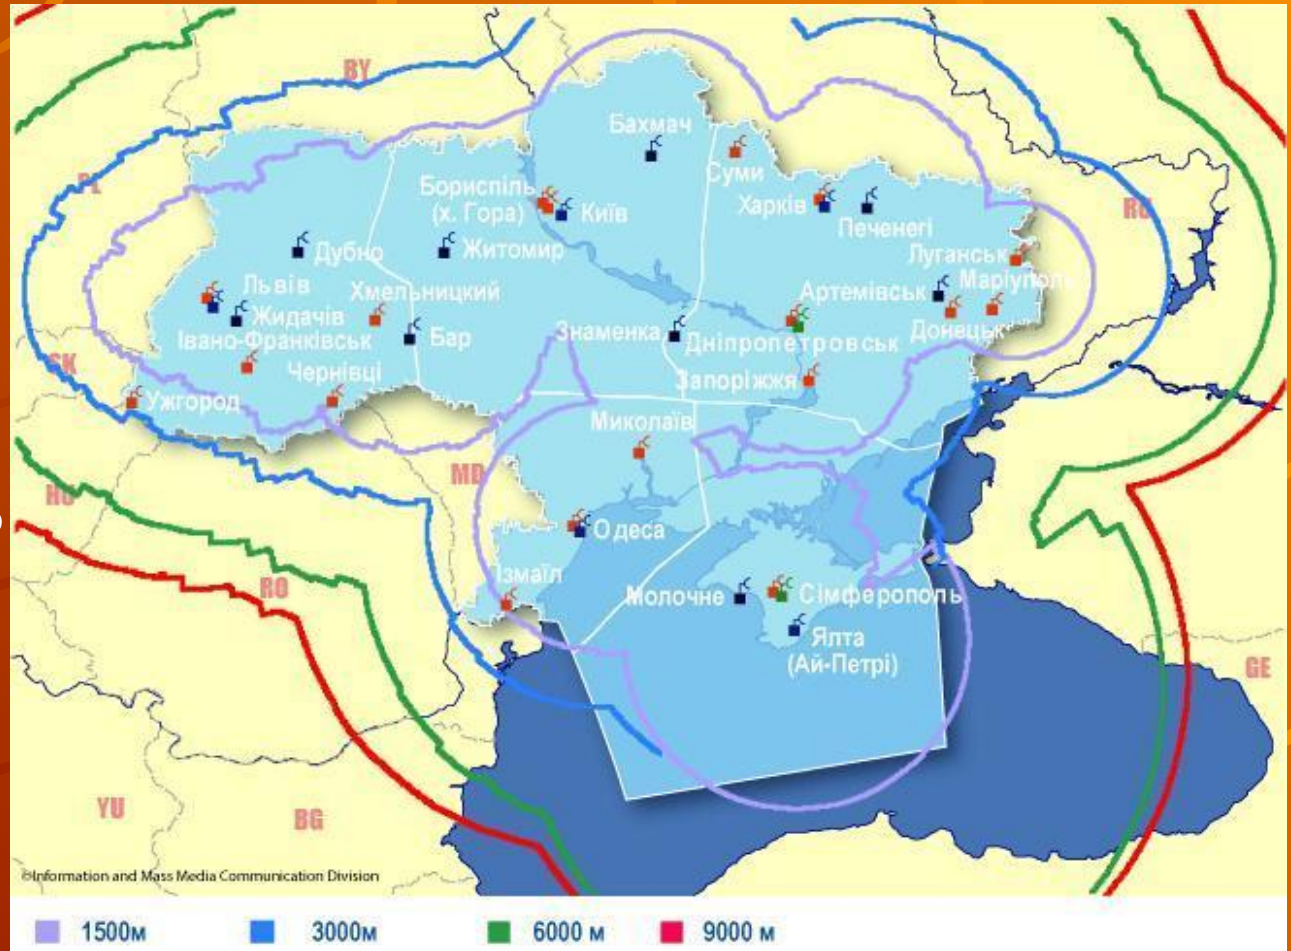 BY
Бахмач
PL
Суми
Бориспіль
(х. Гора)
Київ
Харків
RU
Печенегі
Дубно
Житомир
Луганськ
Львів
Хмельницкий
Артемівськ
Маріуполь
Жидачів
Знаменка
Дніпропетровськ
Донецьк
Івано-Франківськ
Бар
SK
Чернівці
Запоріжжя
Ужгород
Миколаїв
MD
HU
Одеса
Ізмаїл
RO
Молочне
Сімферополь
Ялта
(Ай-Петрі)
GE
YU
BG
©Information and Mass Media Communication Division
1500м
3000м
6000 м
9000 м